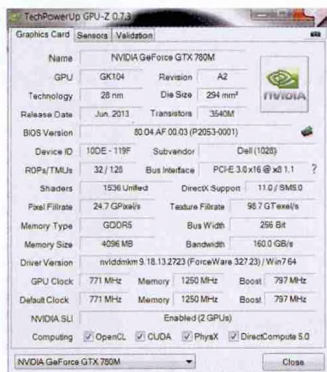 TechPowerUp GPU-Z 0.7.3
Graphics Card Sensors Validation
Name NVIDIA GeForce GTX 780M
GPU GK104 Revision A2
Technology 28 nm Die Size 294 mm²
Release Date Jun, 2013 Transistors 3540M
NVIDIA
BIOS Version 80.04.AF.00.03 (P2053-0001)
Device ID 10DE - 119F Subvendor Dell (1028)
ROPs/TMUs 32 / 128 Bus Interface PCI-E 3.0 x16 @ x8 1.1 ?
Shaders 1536 Unified DirectX Support 11.0 / SM5.0
Pixel Fillrate 24.7 GPixel/s Texture Fillrate 98.7 GTexel/s
Memory Type GDDR5 Bus Width 256 Bit
Memory Size 4096 MB Bandwidth 160.0 GB/s
Driver Version nvlddmkm 9.18.13.2723 (ForceWare 327.23) / Win7 64
GPU Clock 771 MHz Memory 1250 MHz Boost 797 MHz
Default Clock 771 MHz Memory 1250 MHz Boost 797 MHz
NVIDIA SLI Enabled (2 GPUs)
Computing OpenCL CUDA PhysX DirectCompute 5.0
NVIDIA GeForce GTX 780M Close